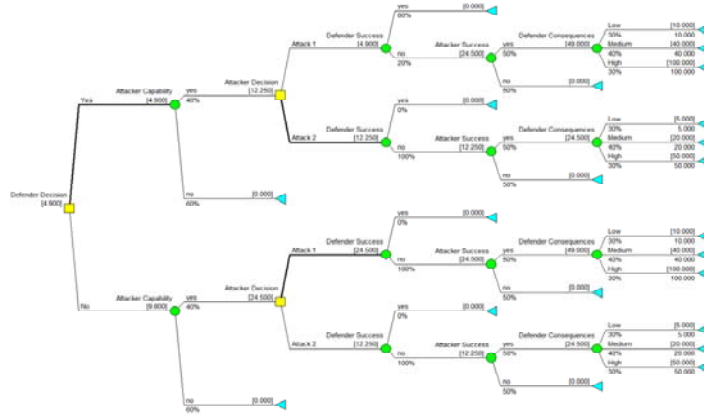 yes [0.000]
80%
Defender Success
[4.900]
Attack 1
no
20%
Attacker Success
[24.500]
yes
50%
Defender Consequences
[49.000]
Low [10.000]
30% 10.000
Medium [40.000]
40% 40.000
High [100.000]
30% 100.000
no [0.000]
50%
Attacker Decision
[12.250]
Attacker Capability
[4.900]
Yes
yes
40%
yes [0.000]
0%
Attack 2
Defender Success
[12.250]
no
100%
Attacker Success
[12.250]
yes
50%
Defender Consequences
[24.500]
Low [5.000]
30% 5.000
Medium [20.000]
40% 20.000
High [50.000]
30% 50.000
no [0.000]
50%
no [0.000]
60%
Defender Decision
[4.900]
yes [0.000]
0%
Defender Success
[24.500]
Attack 1
no
100%
Attacker Success
[24.500]
yes
50%
Defender Consequences
[49.000]
Low [10.000]
30% 10.000
Medium [40.000]
40% 40.000
High [100.000]
30% 100.000
no [0.000]
50%
Attacker Decision
[24.500]
Attacker Capability
[9.800]
No
yes
40%
yes [0.000]
0%
Attack 2
Defender Success
[12.250]
no
100%
Attacker Success
[12.250]
yes
50%
Defender Consequences
[24.500]
Low [5.000]
30% 5.000
Medium [20.000]
40% 20.000
High [50.000]
30% 50.000
no [0.000]
50%
no [0.000]
60%